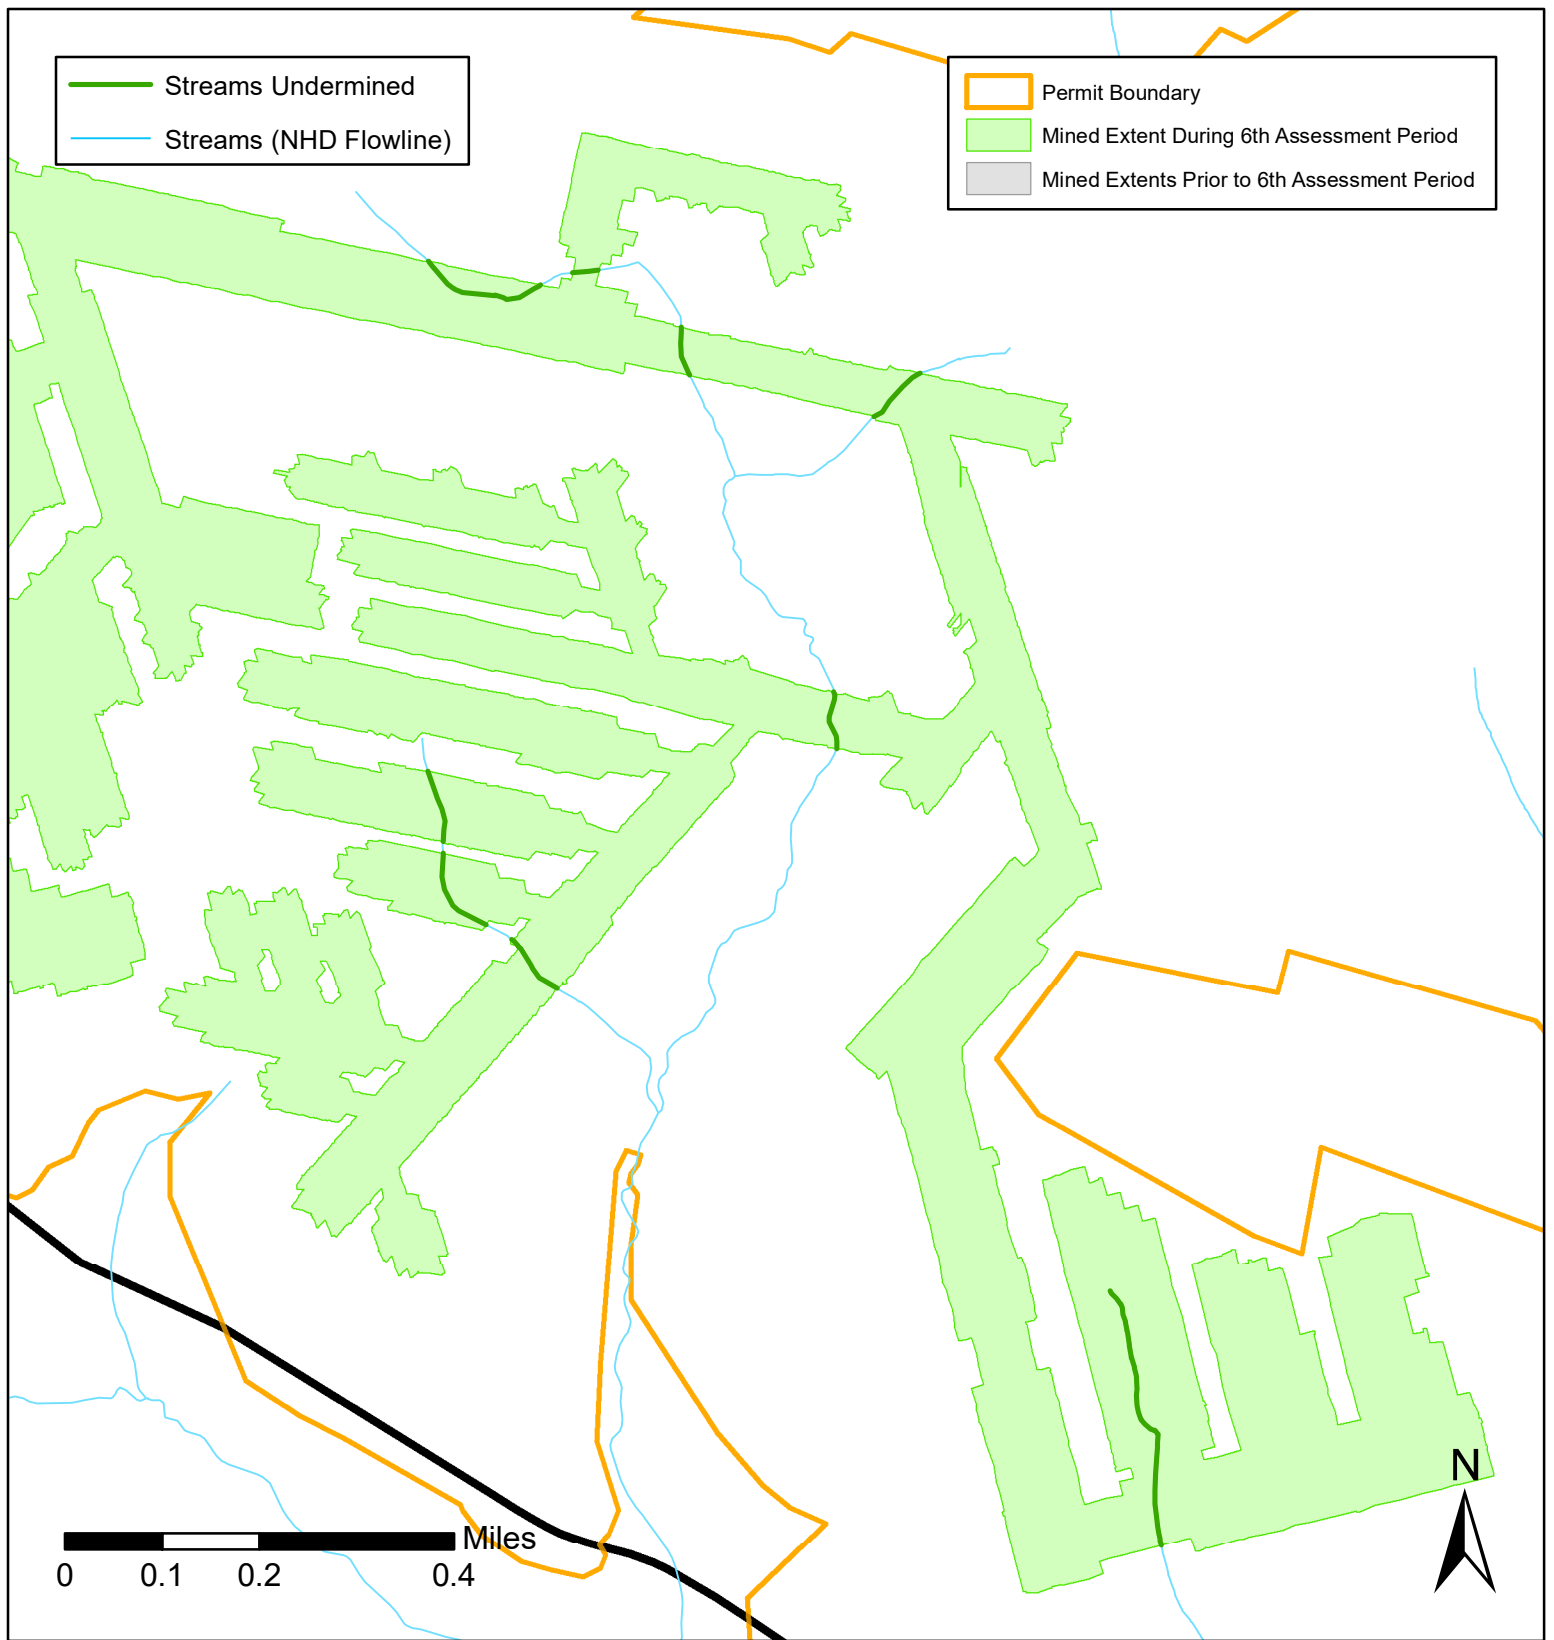 Streams Undermined
Streams (NHD Flowline)
Permit Boundary
Mined Extent During 6th Assessment Period
Mined Extents Prior to 6th Assessment Period
N
Miles
0 0.1 0.2 0.4